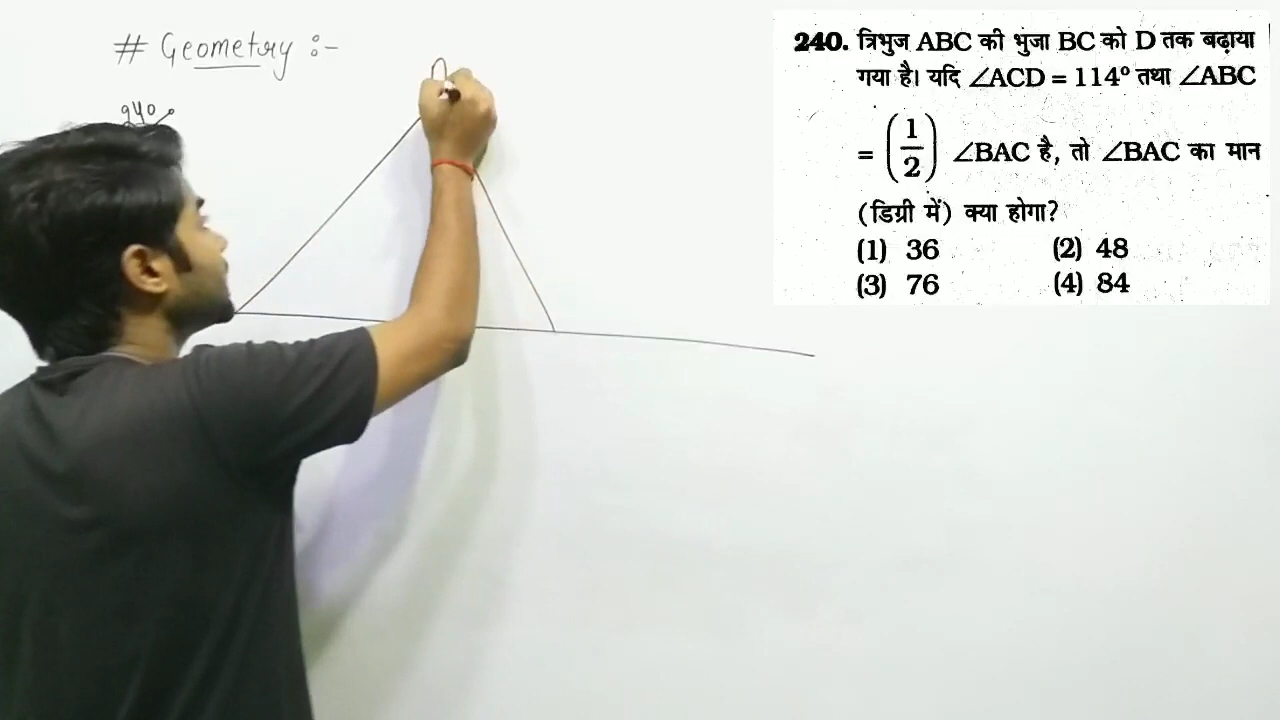 # Geometry :-
240.
A
240. त्रिभुज ABC की भुजा BC को D तक बढ़ाया
गया है। यदि ∠ACD = 114° तथा ∠ABC
= (1/2) ∠BAC है, तो ∠BAC का मान
(डिग्री में) क्या होगा?
(1) 36 (2) 48
(3) 76 (4) 84